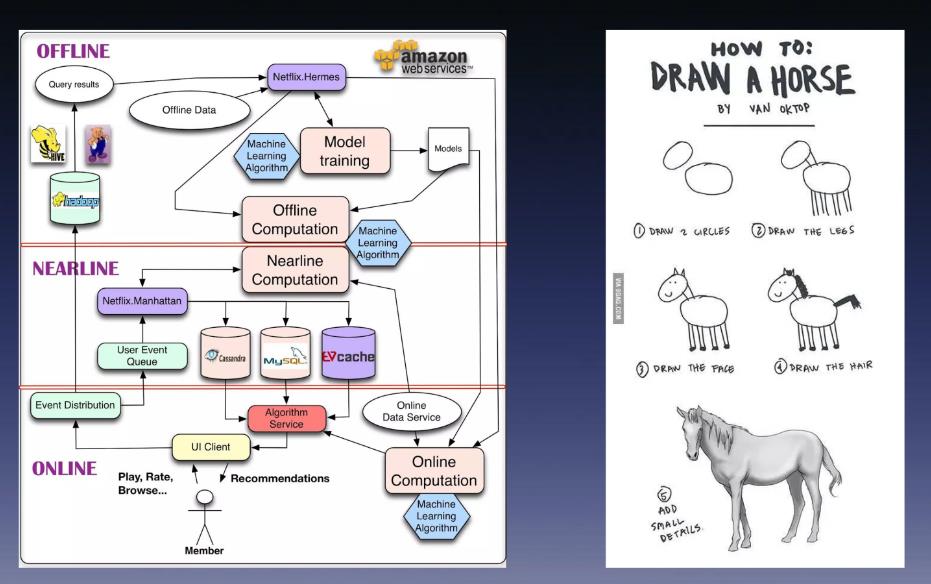 OFFLINE
amazon
webservices™
Query results
Netflix.Hermes
Offline Data
HIVE
Machine
Learning
Algorithm
Model
training
Models
hadoop
Offline
Computation
Machine
Learning
Algorithm
NEARLINE
Nearline
Computation
Netflix.Manhattan
User Event
Queue
Cassandra
MySQL
EVcache
Event Distribution
Algorithm
Service
Online
Data Service
UI Client
ONLINE
Play, Rate,
Browse...
Recommendations
Online
Computation
Machine
Learning
Algorithm
Member
HOW TO:
DRAW A HORSE
BY VAN OKTOP
① DRAW 2 CIRCLES
② DRAW THE LEGS
VIA 9GAG.COM
③ DRAW THE FACE
④ DRAW THE HAIR
⑤
ADD
SMALL
DETAILS.